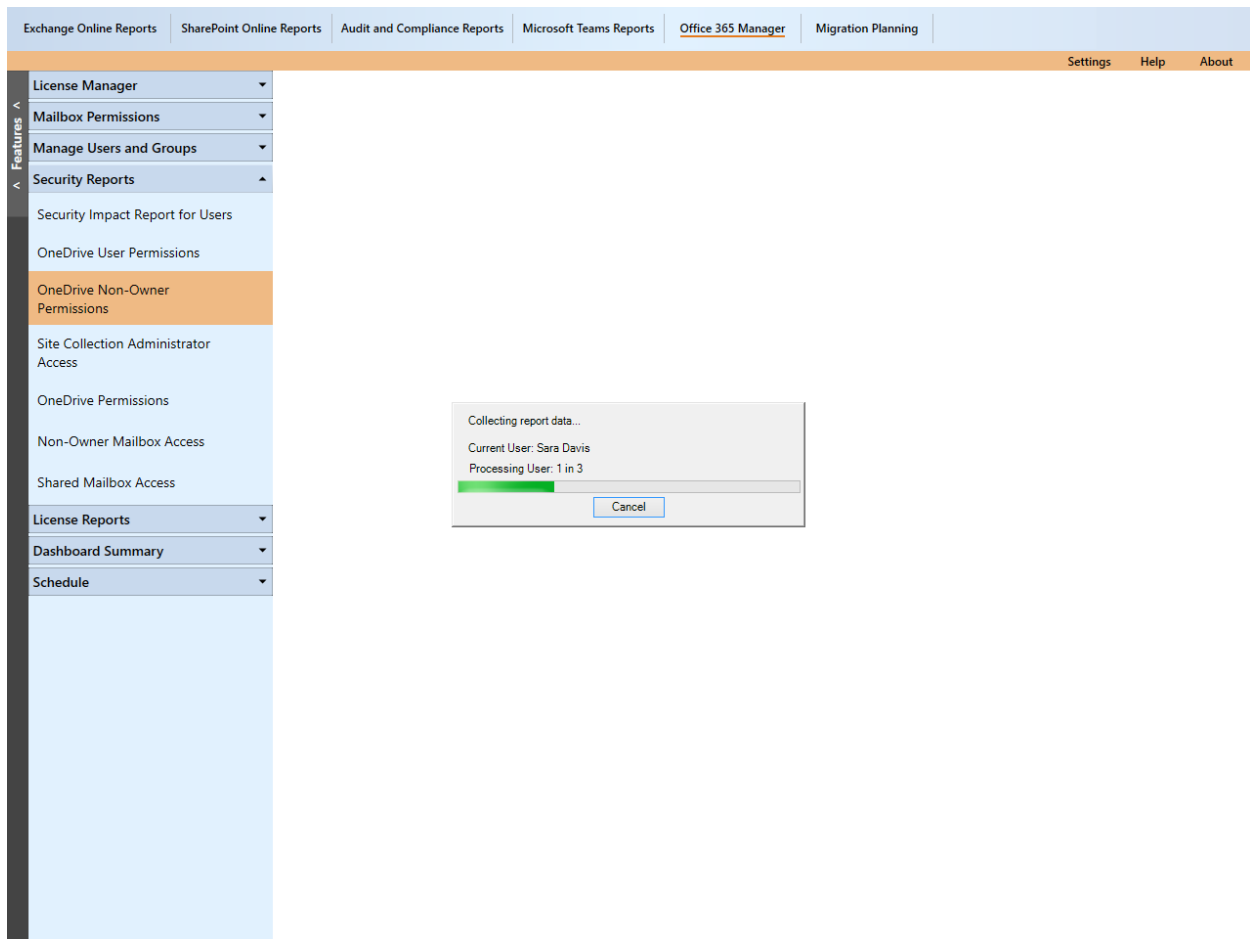 Exchange Online Reports SharePoint Online Reports Audit and Compliance Reports Microsoft Teams Reports Office 365 Manager Migration Planning
Settings Help About
< Features <
License Manager
Mailbox Permissions
Manage Users and Groups
Security Reports
Security Impact Report for Users
OneDrive User Permissions
OneDrive Non-Owner
Permissions
Site Collection Administrator
Access
OneDrive Permissions
Non-Owner Mailbox Access
Shared Mailbox Access
License Reports
Dashboard Summary
Schedule
Collecting report data...
Current User: Sara Davis
Processing User: 1 in 3
Cancel